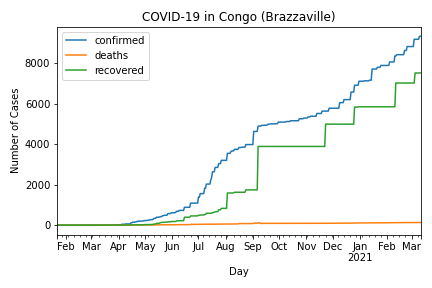 COVID-19 in Congo (Brazzaville)
confirmed
deaths
recovered
Number of Cases
8000
6000
4000
2000
0
Feb Mar Apr May Jun Jul Aug Sep Oct Nov Dec Jan Feb Mar
2021
Day